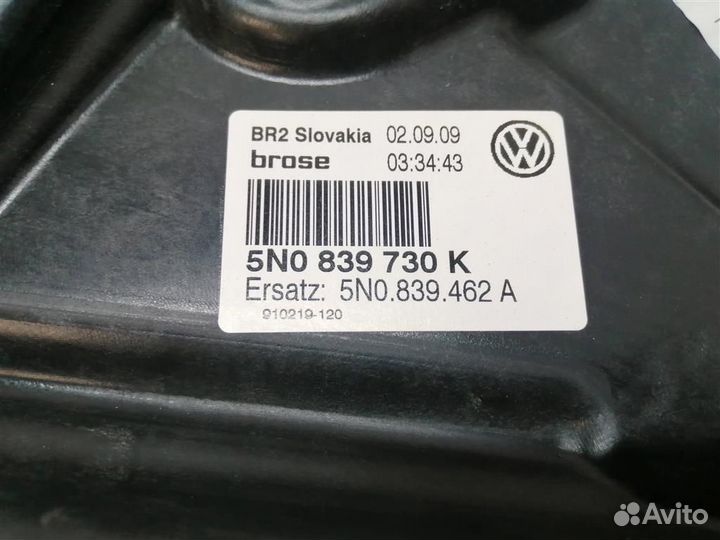 BR2 Slovakia 02.09.09
brose 03:34:43
5N0 839 730 K
Ersatz: 5N0.839.462 A
910219-120
Avito